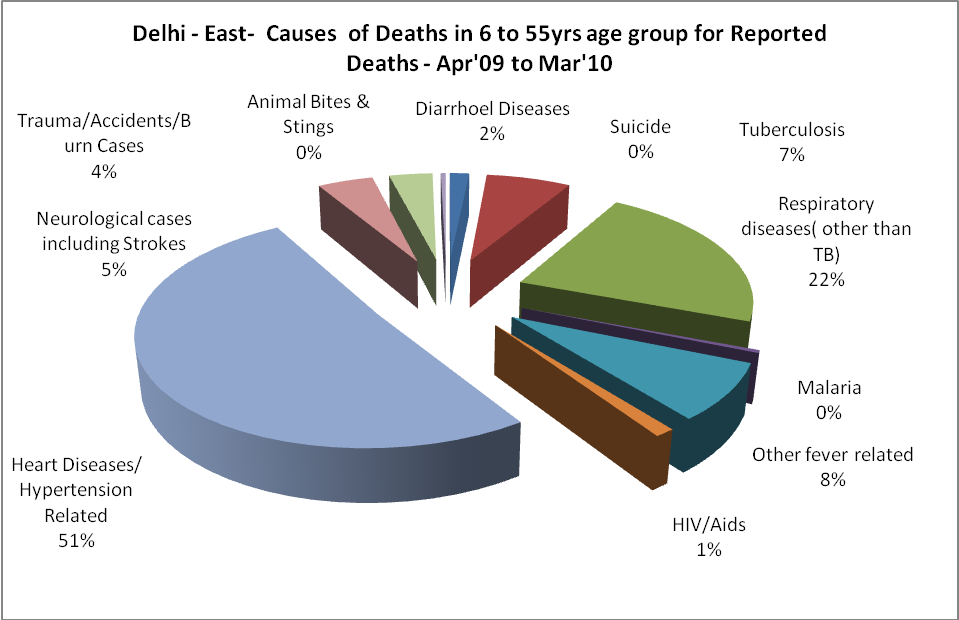 Delhi - East-  Causes  of Deaths in 6 to 55yrs age group for Reported
Deaths - Apr'09 to Mar'10
Animal Bites &
Stings
0%
Diarrhoel Diseases
2%
Suicide
0%
Tuberculosis
7%
Respiratory
diseases( other than
TB)
22%
Malaria
0%
Other fever related
8%
HIV/Aids
1%
Heart Diseases/
Hypertension
Related
51%
Neurological cases
including Strokes
5%
Trauma/Accidents/B
urn Cases
4%